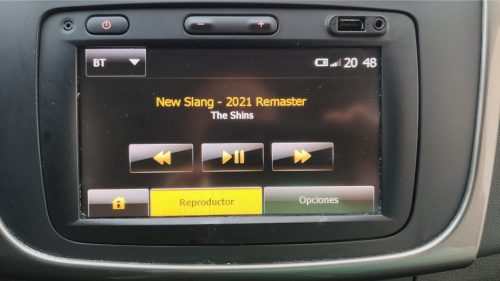 BT
20 48
New Slang - 2021 Remaster
The Shins
Reproductor
Opciones